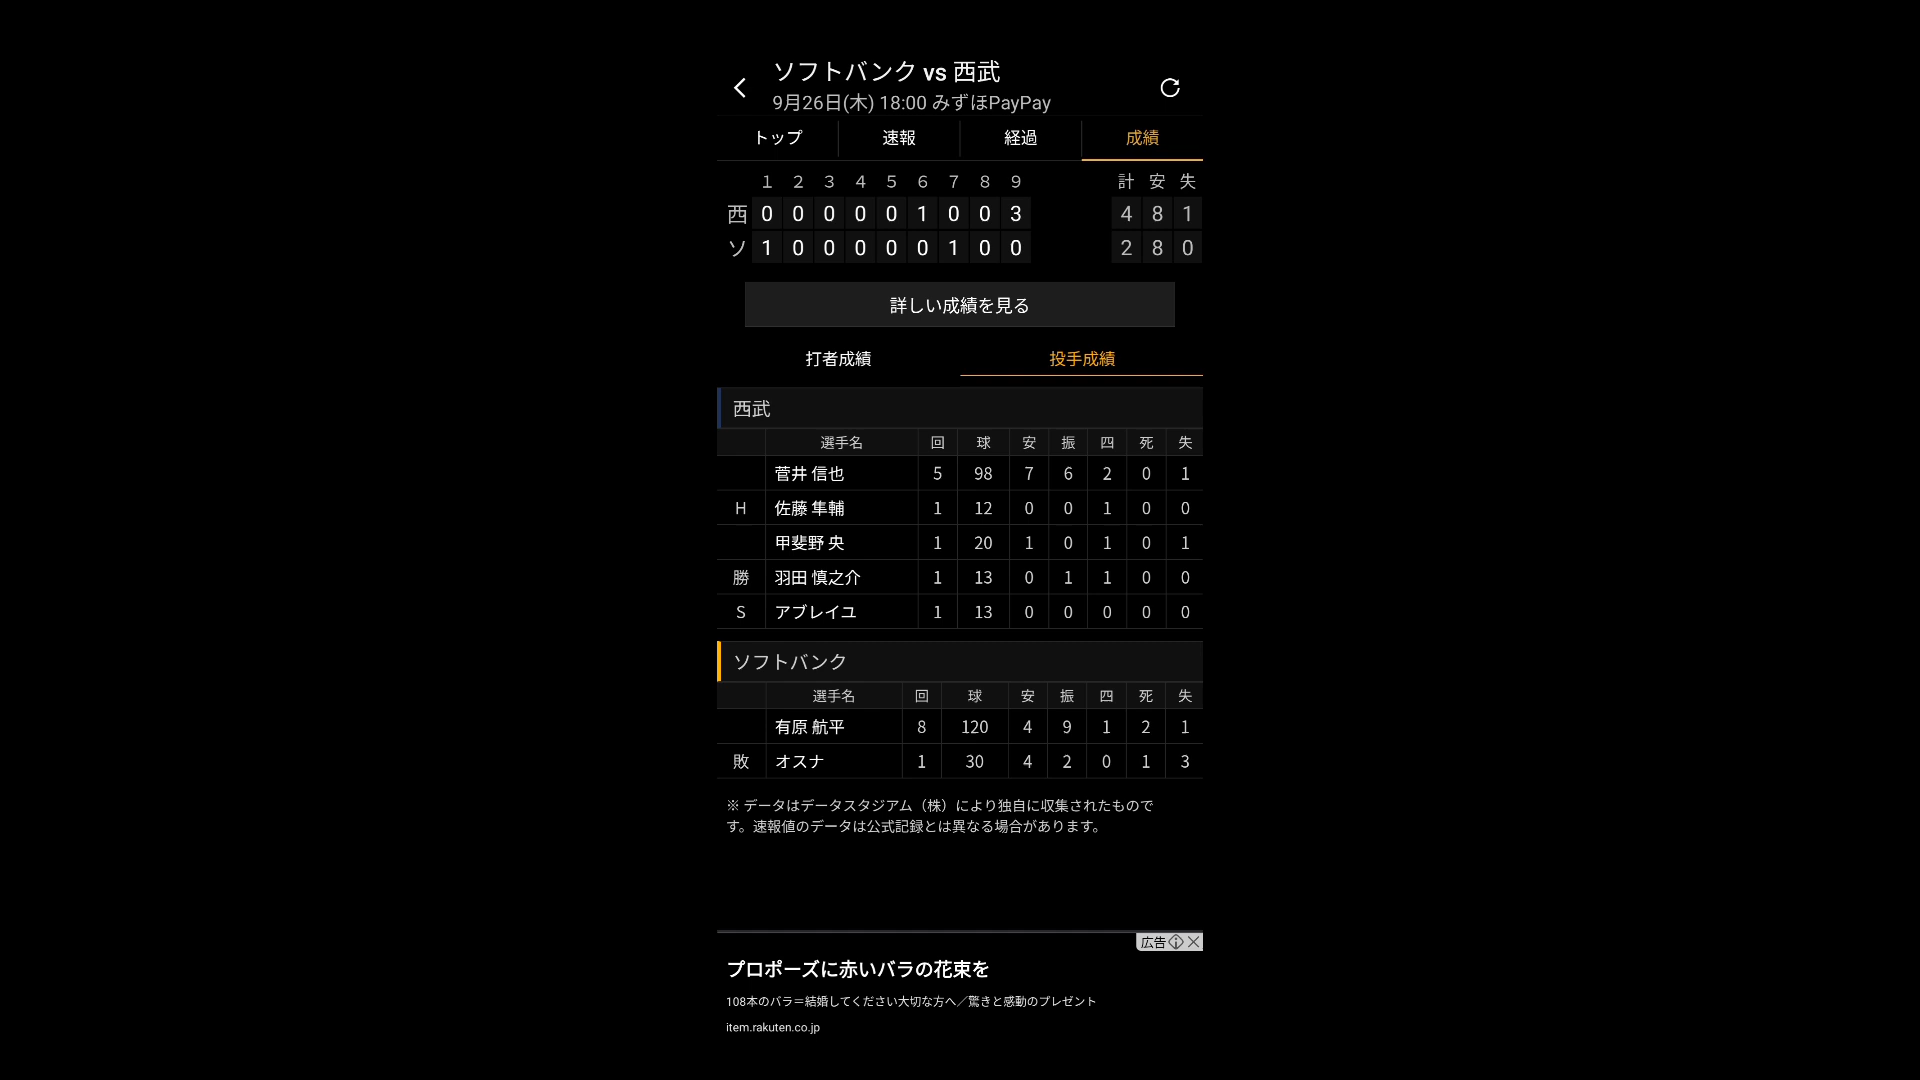 ソフトバンク vs 西武
9月26日(木) 18:00 みずほPayPay
トップ 速報 経過 成績
1 2 3 4 5 6 7 8 9 計 安 失
西 0 0 0 0 0 1 0 0 3 4 8 1
ソ 1 0 0 0 0 0 1 0 0 2 8 0
詳しい成績を見る
打者成績 投手成績
西武
選手名 回 球 安 振 四 死 失
菅井 信也 5 98 7 6 2 0 1
H 佐藤 隼輔 1 12 0 0 1 0 0
甲斐野 央 1 20 1 0 1 0 1
勝 羽田 慎之介 1 13 0 1 1 0 0
S アブレイユ 1 13 0 0 0 0 0
ソフトバンク
選手名 回 球 安 振 四 死 失
有原 航平 8 120 4 9 1 2 1
敗 オスナ 1 30 4 2 0 1 3
※ データはデータスタジアム（株）により独自に収集されたもので
す。速報値のデータは公式記録とは異なる場合があります。
広告
プロポーズに赤いバラの花束を
108本のバラ＝結婚してください大切な方へ／驚きと感動のプレゼント
item.rakuten.co.jp